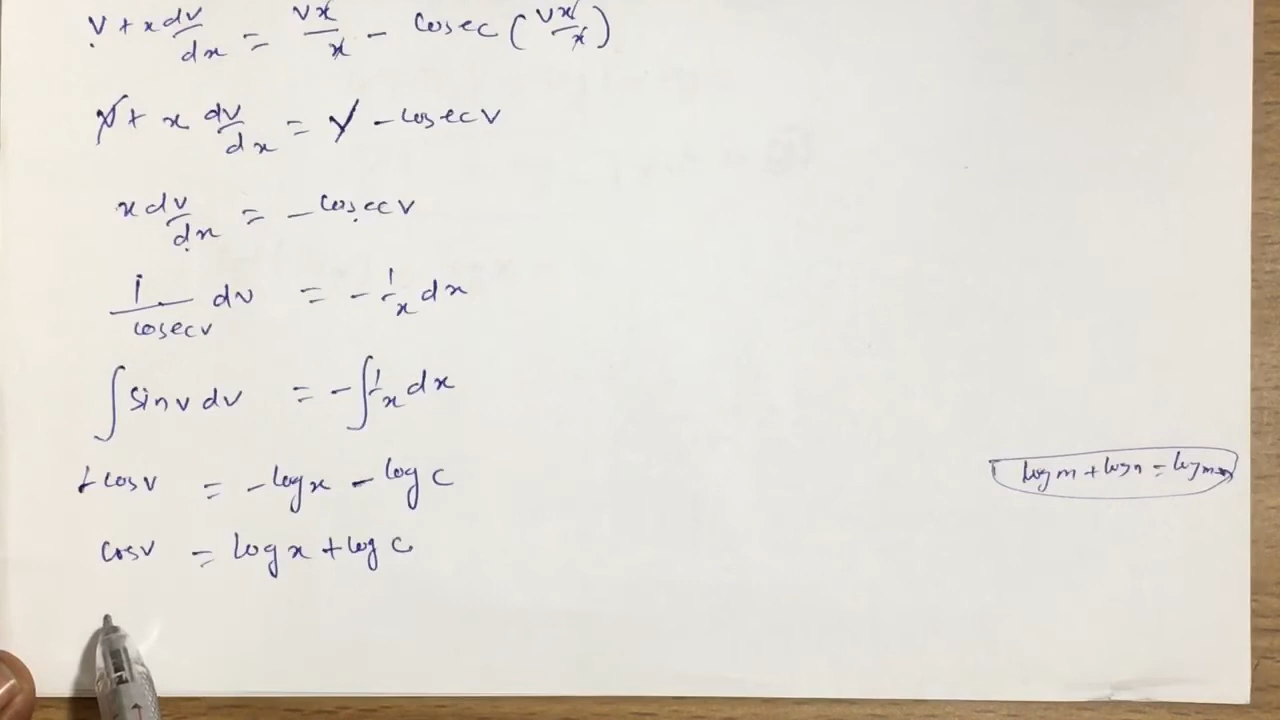 v + x dv/dx = vx/x - cosec (vx/x)
v + x dv/dx = v - cosec v
x dv/dx = - cosec v
1/cosec v dv = - 1/x dx
∫ sin v dv = - ∫ 1/x dx
+ cos v = - log x - log c
log m + log n = log mn
cos v = log x + log c